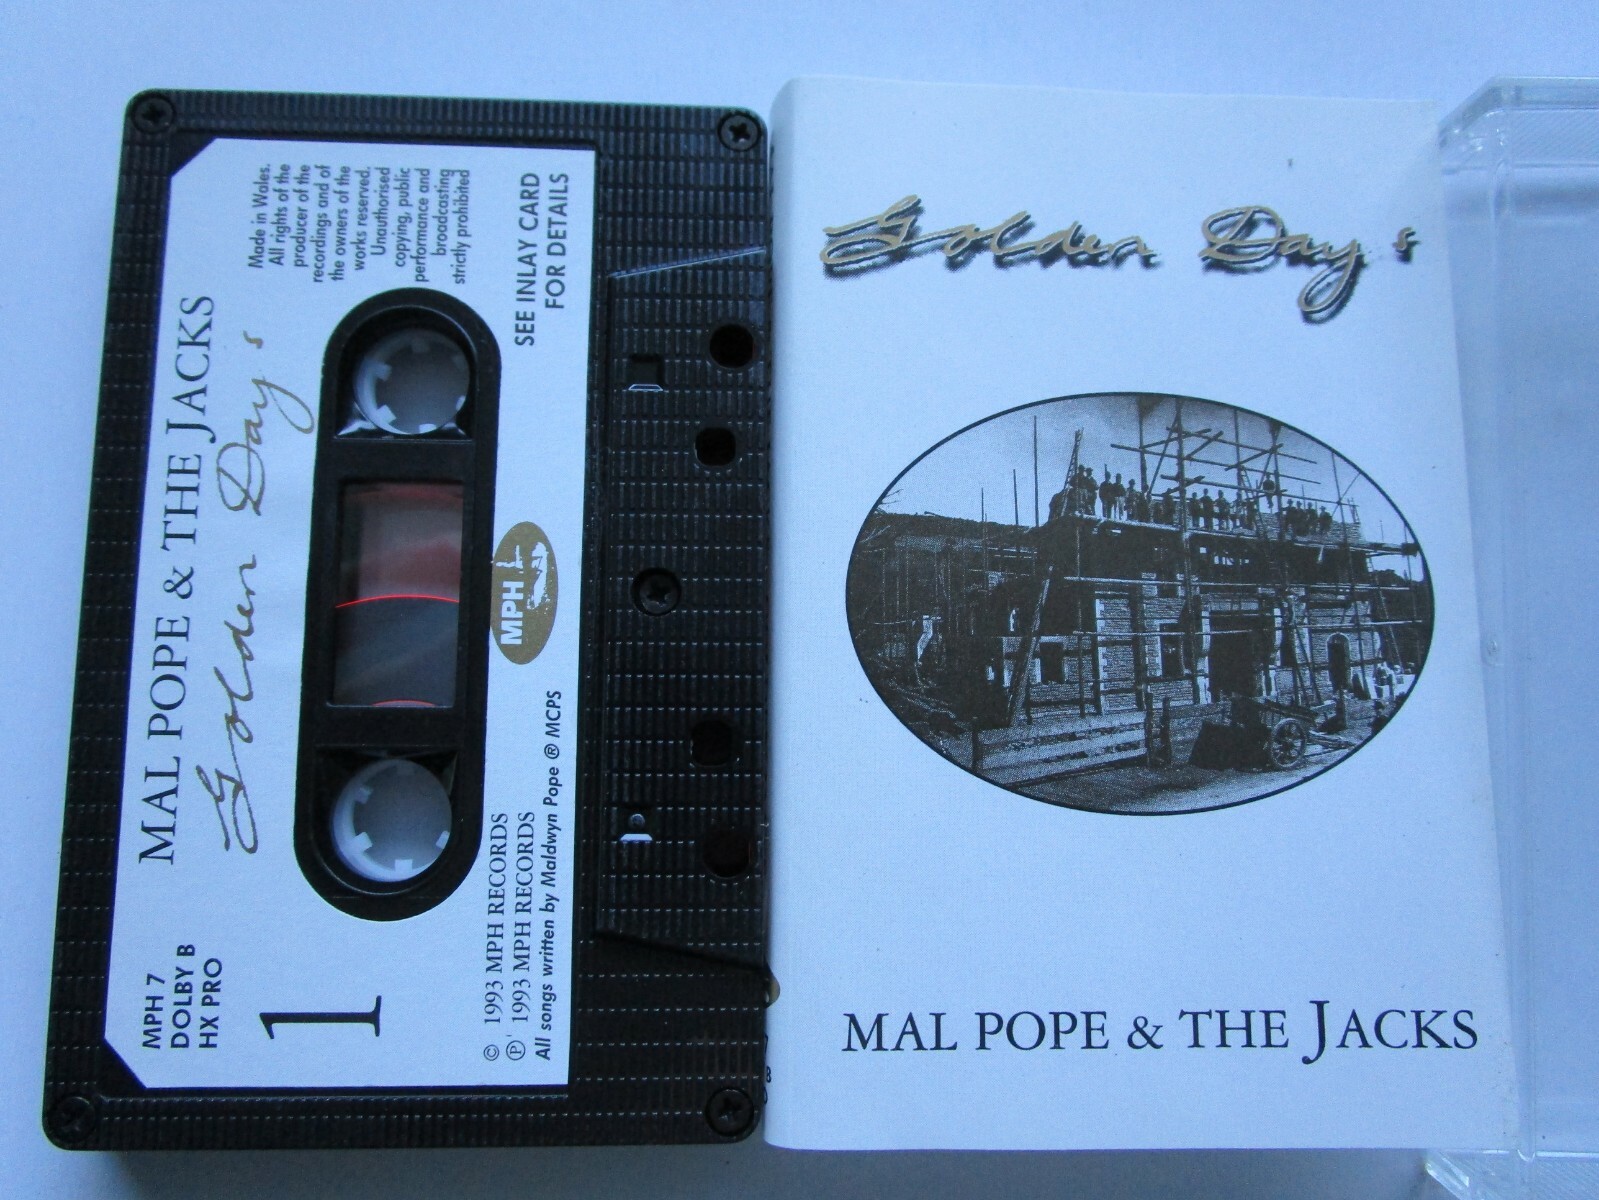 MAL POPE & THE JACKS
Golden Days
Made in Wales.
All rights of the
producer of the
recordings and of
the owners of the
works reserved.
Unauthorised
copying, public
performance and
broadcasting
strictly prohibited
SEE INLAY CARD
FOR DETAILS
MPH 7
DOLBY B
HX PRO
1
MPH
© 1993 MPH RECORDS
Ⓟ' 1993 MPH RECORDS
All songs written by Maldwyn Pope ® MCPS
Golden Days
MAL POPE & THE JACKS